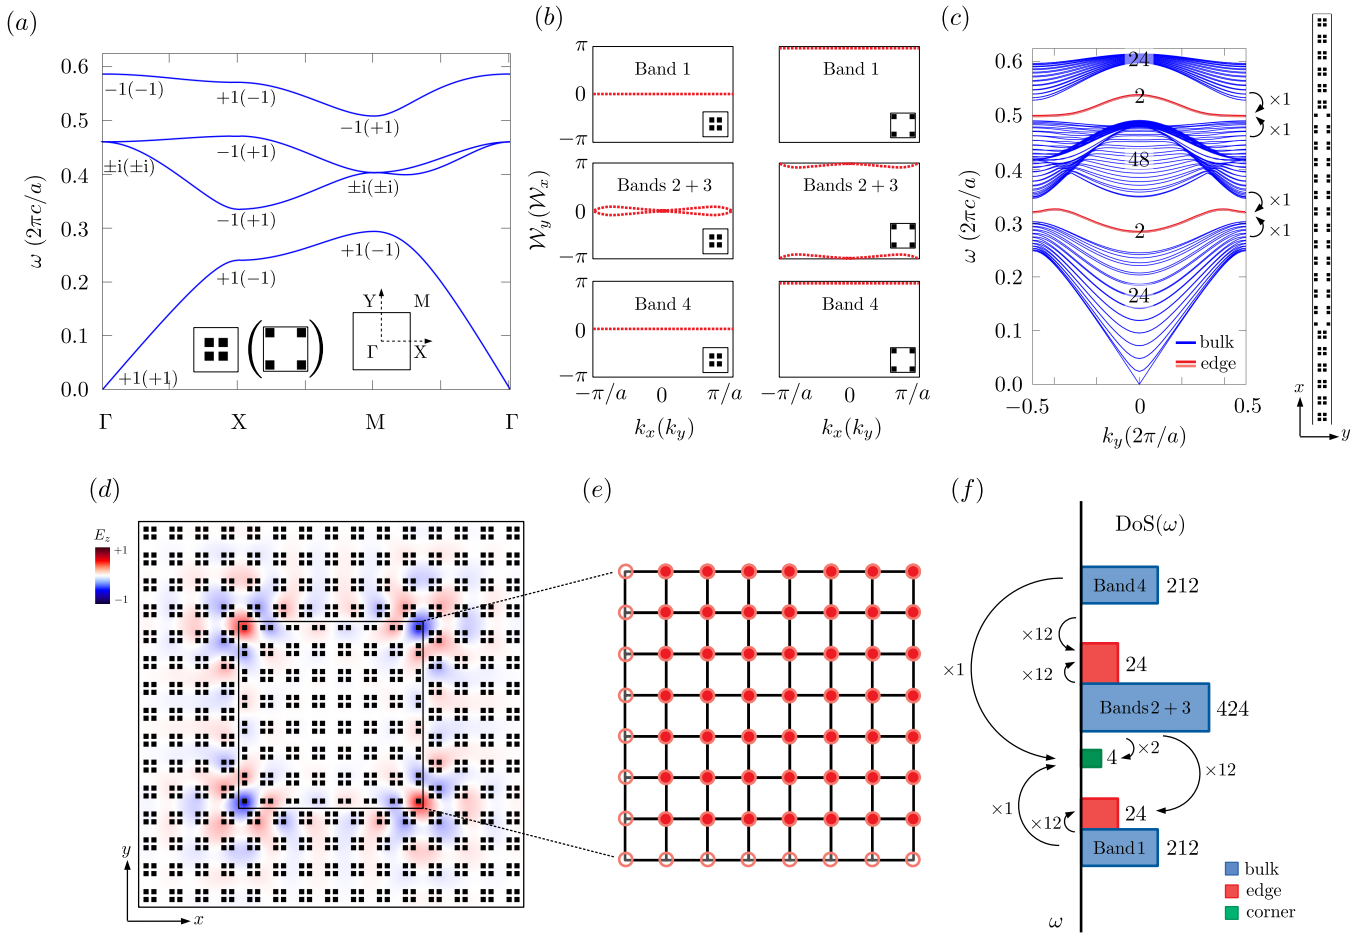 (a)
0.6
0.5
0.4
0.3
0.2
0.1
0.0
ω (2πc/a)
−1(−1)
+1(−1)
−1(+1)
−1(+1)
±i(±i)
±i(±i)
−1(+1)
+1(−1)
+1(−1)
+1(+1)
Y M
Γ X
Γ X M Γ
(b)
𝒲y(𝒲x)
π
0
−π
Band 1
Band 1
π
0
−π
Bands 2 + 3
Bands 2 + 3
π
0
−π
Band 4
Band 4
−π/a 0 π/a
−π/a 0 π/a
kx(ky)
kx(ky)
(c)
0.6
0.5
0.4
0.3
0.2
0.1
0.0
ω (2πc/a)
24
2
48
2
24
×1
×1
×1
×1
bulk
edge
−0.5 0 0.5
ky(2π/a)
x
y
(d)
Ez
+1
−1
y
x
(e)
(f)
DoS(ω)
Band 4 212
×12
24
×12
×1
Bands 2 + 3 424
×2
4
×12
×1
24
×12
Band 1 212
ω
bulk
edge
corner